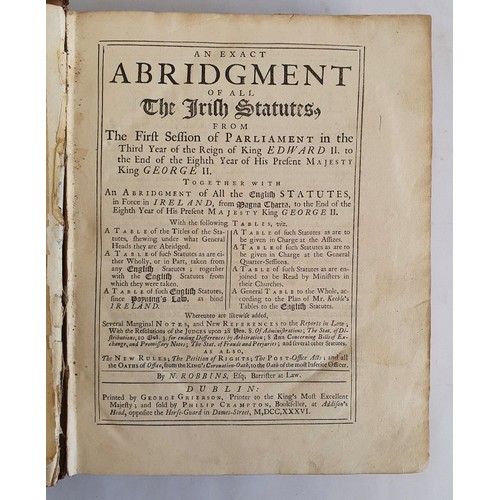 AN EXACT
ABRIDGMENT
OF ALL
The Irish Statutes,
FROM
The First Session of PARLIAMENT in the
Third Year of the Reign of King EDWARD II. to
the End of the Eighth Year of His Present MAJESTY
King GEORGE II.
TOGETHER WITH
An ABRIDGMENT of All the English STATUTES,
in Force in IRELAND, from Magna Charta, to the End of the
Eighth Year of His Present MAJESTY King GEORGE II.
With the following TABLES, viz.
A TABLE of the Titles of the Sta-
tutes, shewing under what General
Heads they are Abridged.
A TABLE of such Statutes as are ei-
ther Wholly, or in Part, taken from
any English Statutes; together
with the English Statutes from
which they were taken.
A TABLE of such English Statutes,
since Poyning's Law, as bind
IRELAND.
A TABLE of such Statutes as are to
be given in Charge at the Assizes.
A TABLE of such Statutes as are to
be given in Charge at the General
Quarter-Sessions.
A TABLE of such Statutes as are en-
joined to be Read by Ministers in
their Churches.
A General TABLE to the Whole, ac-
cording to the Plan of Mr. Keeble's
Tables to the English Statutes.
Whereunto are likewise added,
Several Marginal NOTES, and New REFERENCES to the Reports in Law;
With the Resolutions of the JUDGES upon 28 Hen. 8. Of Administrations; The Stat. of Di-
stributions; 10 Gul. 3. for ending Differences by Arbitration; 8 Ann Concerning Bills of Ex-
change, and Promissary Notes; The Stat. of Frauds and Perjuries; and several other Statutes.
AS ALSO,
The NEW RULES; The Petition of RIGHTS; The POST-Office Acts; and all
the OATHS of Office, from the KING's Coronation-Oath, to the Oath of the most Inferior Officer.
By N. ROBBINS, Esq; Barrister at Law.
DUBLIN:
Printed by GEORGE GRIERSON, Printer to the KING's Most Excellent
Majesty; and sold by PHILIP CRAMPTON, Bookseller, at Addison's
Head, opposite the Horse-Guard in Dames-Street, M,DCC,XXXVI.